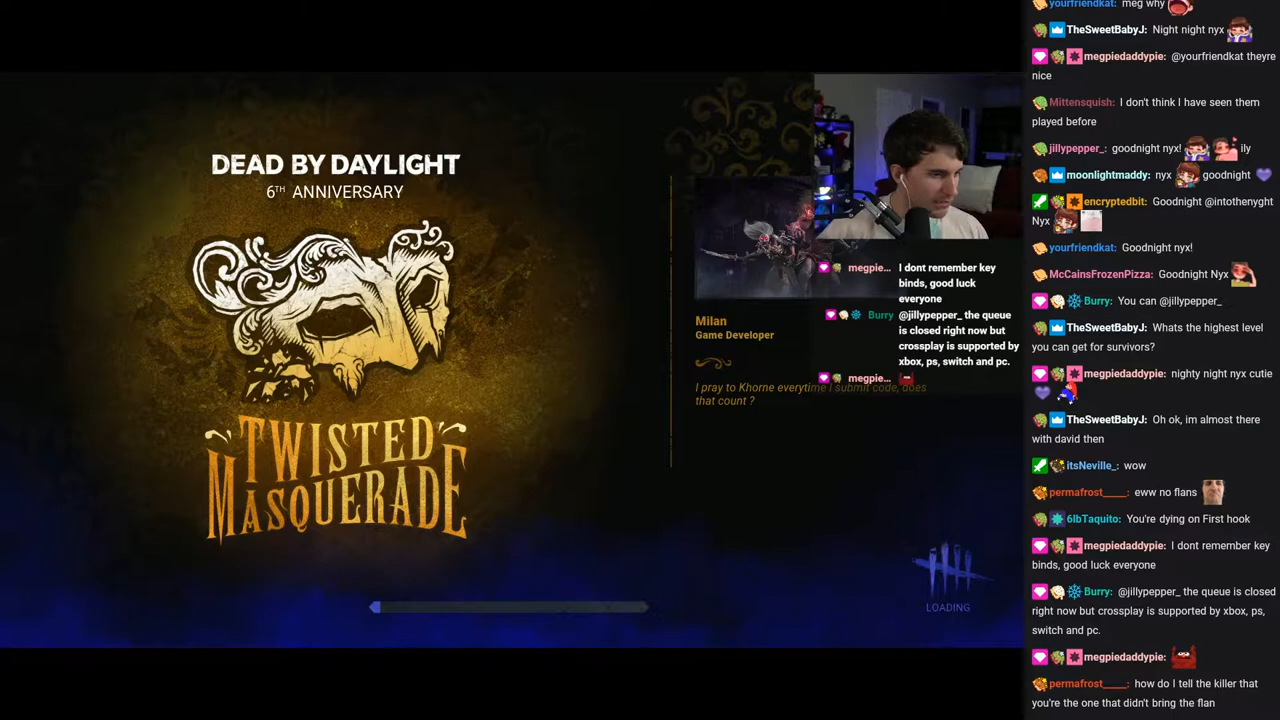 DEAD BY DAYLIGHT
6TH ANNIVERSARY
TWISTED
MASQUERADE
Milan
Game Developer
I pray to Khorne everytime I submit code, does
that count ?
LOADING
megpie... I dont remember key
binds, good luck
everyone
Burry @jillypepper_ the queue
is closed right now but
crossplay is supported by
xbox, ps, switch and pc.
megpie...
yourfriendkat: meg why
TheSweetBabyJ: Night night nyx
megpiedaddypie: @yourfriendkat theyre
nice
Mittensquish: I don't think I have seen them
played before
jillypepper_: goodnight nyx! ily
moonlightmaddy: nyx goodnight
encryptedbit: Goodnight @intothenyght
Nyx
yourfriendkat: Goodnight nyx!
McCainsFrozenPizza: Goodnight Nyx
Burry: You can @jillypepper_
TheSweetBabyJ: Whats the highest level
you can get for survivors?
megpiedaddypie: nighty night nyx cutie
TheSweetBabyJ: Oh ok, im almost there
with david then
itsNeville_: wow
permafrost_____: eww no flans
6lbTaquito: You're dying on First hook
megpiedaddypie: I dont remember key
binds, good luck everyone
Burry: @jillypepper_ the queue is closed
right now but crossplay is supported by xbox, ps,
switch and pc.
megpiedaddypie:
permafrost_____: how do I tell the killer that
you're the one that didn't bring the flan